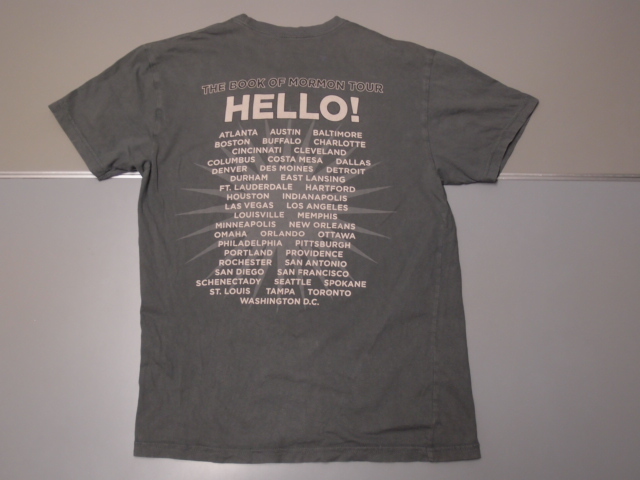 THE BOOK OF MORMON TOUR
HELLO!
ATLANTA AUSTIN BALTIMORE
BOSTON BUFFALO CHARLOTTE
CINCINNATI CLEVELAND
COLUMBUS COSTA MESA DALLAS
DENVER DES MOINES DETROIT
DURHAM EAST LANSING
FT. LAUDERDALE HARTFORD
HOUSTON INDIANAPOLIS
LAS VEGAS LOS ANGELES
LOUISVILLE MEMPHIS
MINNEAPOLIS NEW ORLEANS
OMAHA ORLANDO OTTAWA
PHILADELPHIA PITTSBURGH
PORTLAND PROVIDENCE
ROCHESTER SAN ANTONIO
SAN DIEGO SAN FRANCISCO
SCHENECTADY SEATTLE SPOKANE
ST. LOUIS TAMPA TORONTO
WASHINGTON D.C.